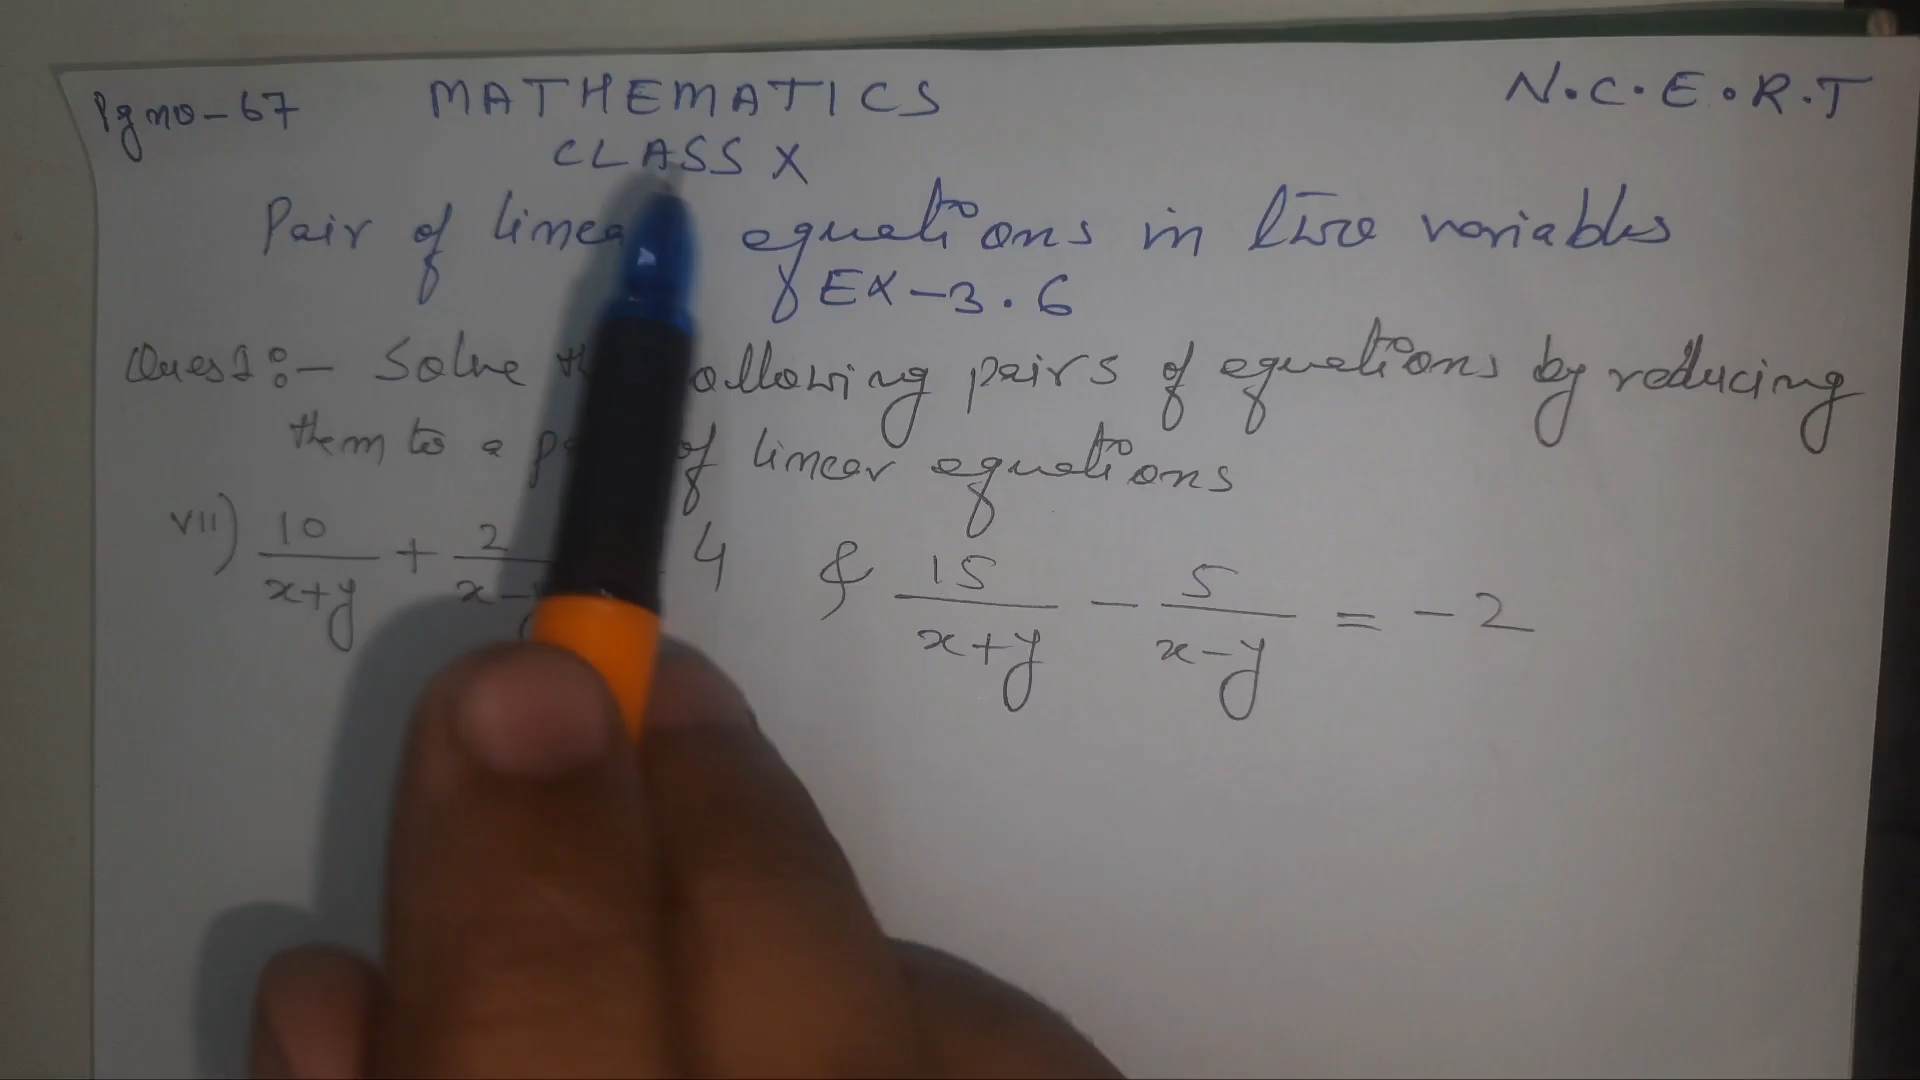 Pg no-67 MATHEMATICS N.C.E.R.T
CLASS X
Pair of linear equations in two variables
EX-3.6
Ques1:- Solve following pairs of equations by reducing
them to a of linear equations
VII) 10/x+y + 2/x- 4 & 15/x+y - 5/x-y = -2